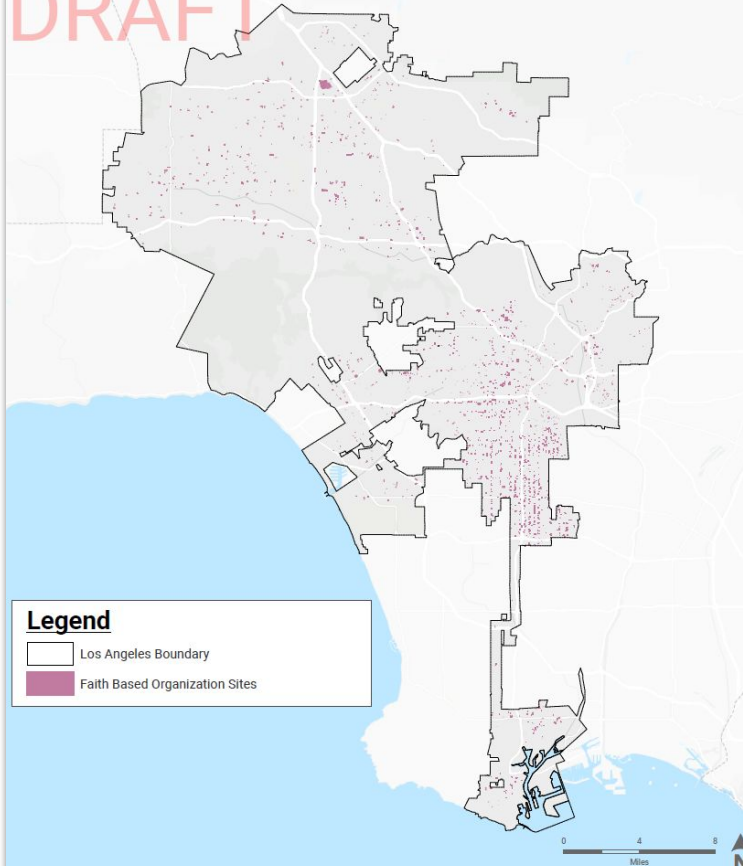 DRAFT
Legend
Los Angeles Boundary
Faith Based Organization Sites
0 4 8
Miles